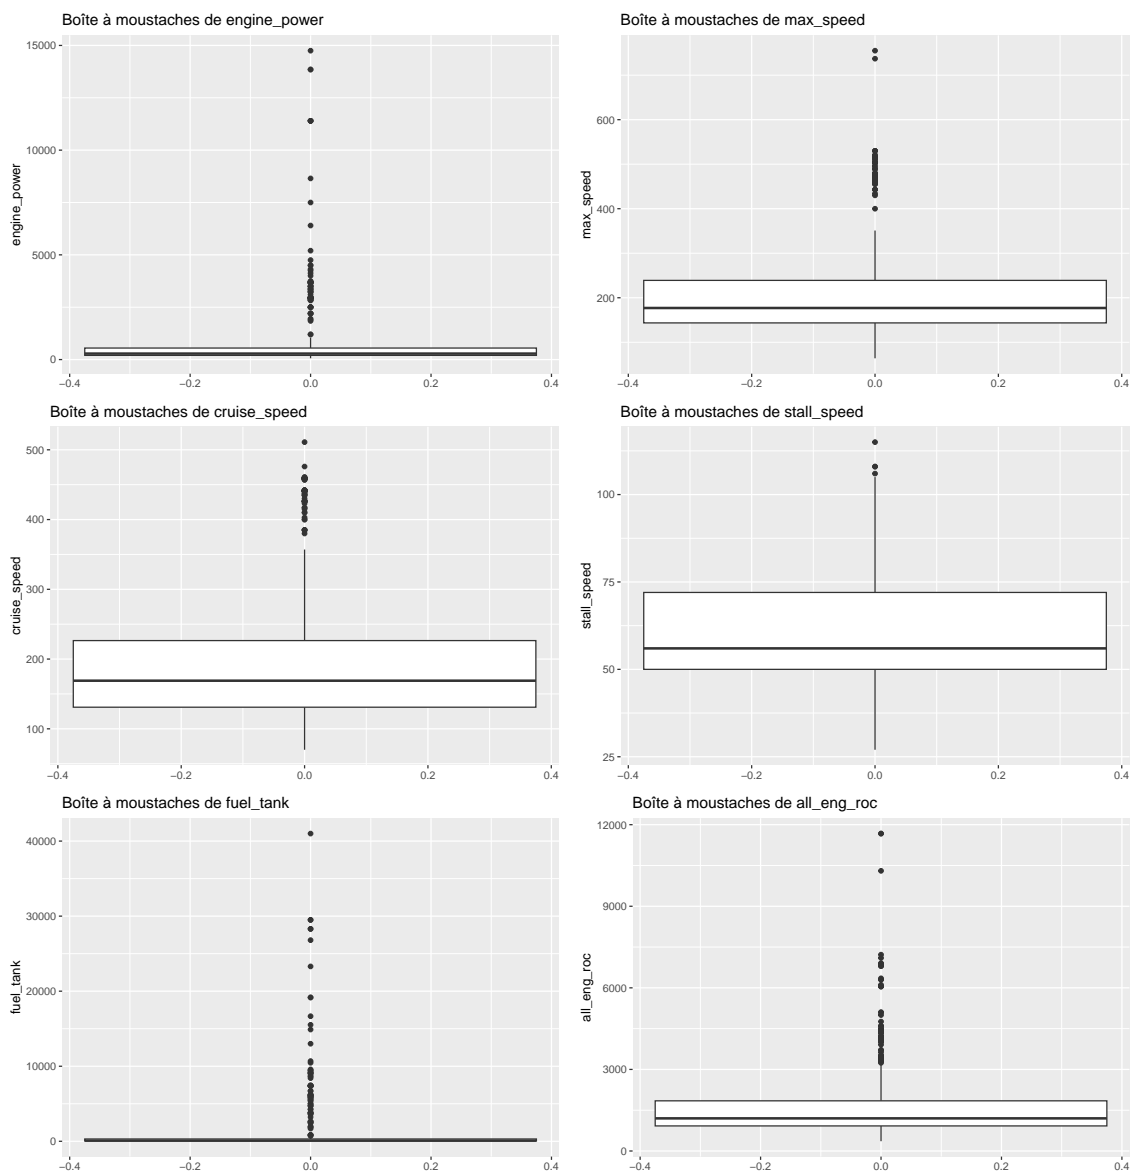 Boîte à moustaches de engine_power
engine_power
15000
10000
5000
0
−0.4 −0.2 0.0 0.2 0.4
Boîte à moustaches de max_speed
max_speed
600
400
200
−0.4 −0.2 0.0 0.2 0.4
Boîte à moustaches de cruise_speed
cruise_speed
500
400
300
200
100
−0.4 −0.2 0.0 0.2 0.4
Boîte à moustaches de stall_speed
stall_speed
100
75
50
25
−0.4 −0.2 0.0 0.2 0.4
Boîte à moustaches de fuel_tank
fuel_tank
40000
30000
20000
10000
0
−0.4 −0.2 0.0 0.2 0.4
Boîte à moustaches de all_eng_roc
all_eng_roc
12000
9000
6000
3000
0
−0.4 −0.2 0.0 0.2 0.4